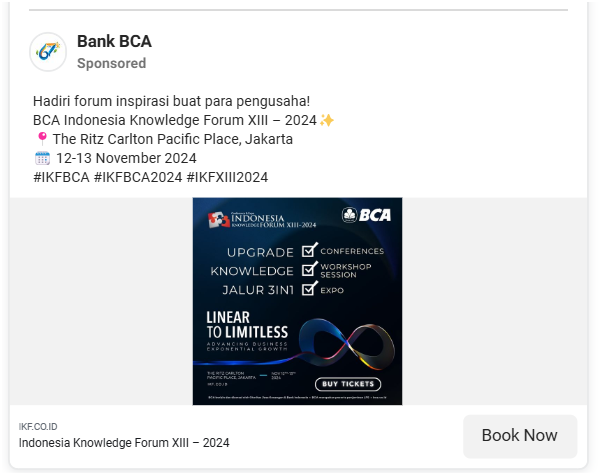 Bank BCA
Sponsored
Hadiri forum inspirasi buat para pengusaha!
BCA Indonesia Knowledge Forum XIII – 2024✨
📍 The Ritz Carlton Pacific Place, Jakarta
🗓️ 12-13 November 2024
#IKFBCA #IKFBCA2024 #IKFXIII2024
INDONESIA
KNOWLEDGE FORUM XIII-2024
BCA
UPGRADE
KNOWLEDGE
JALUR 3IN1
CONFERENCES
WORKSHOP
SESSION
EXPO
LINEAR
TO LIMITLESS
ADVANCING BUSINESS
EXPONENTIAL GROWTH
THE RITZ CARLTON
PACIFIC PLACE, JAKARTA — NOV 12TH-13TH
2024
IKF.CO.ID
BUY TICKETS
IKF.CO.ID
Indonesia Knowledge Forum XIII – 2024
Book Now